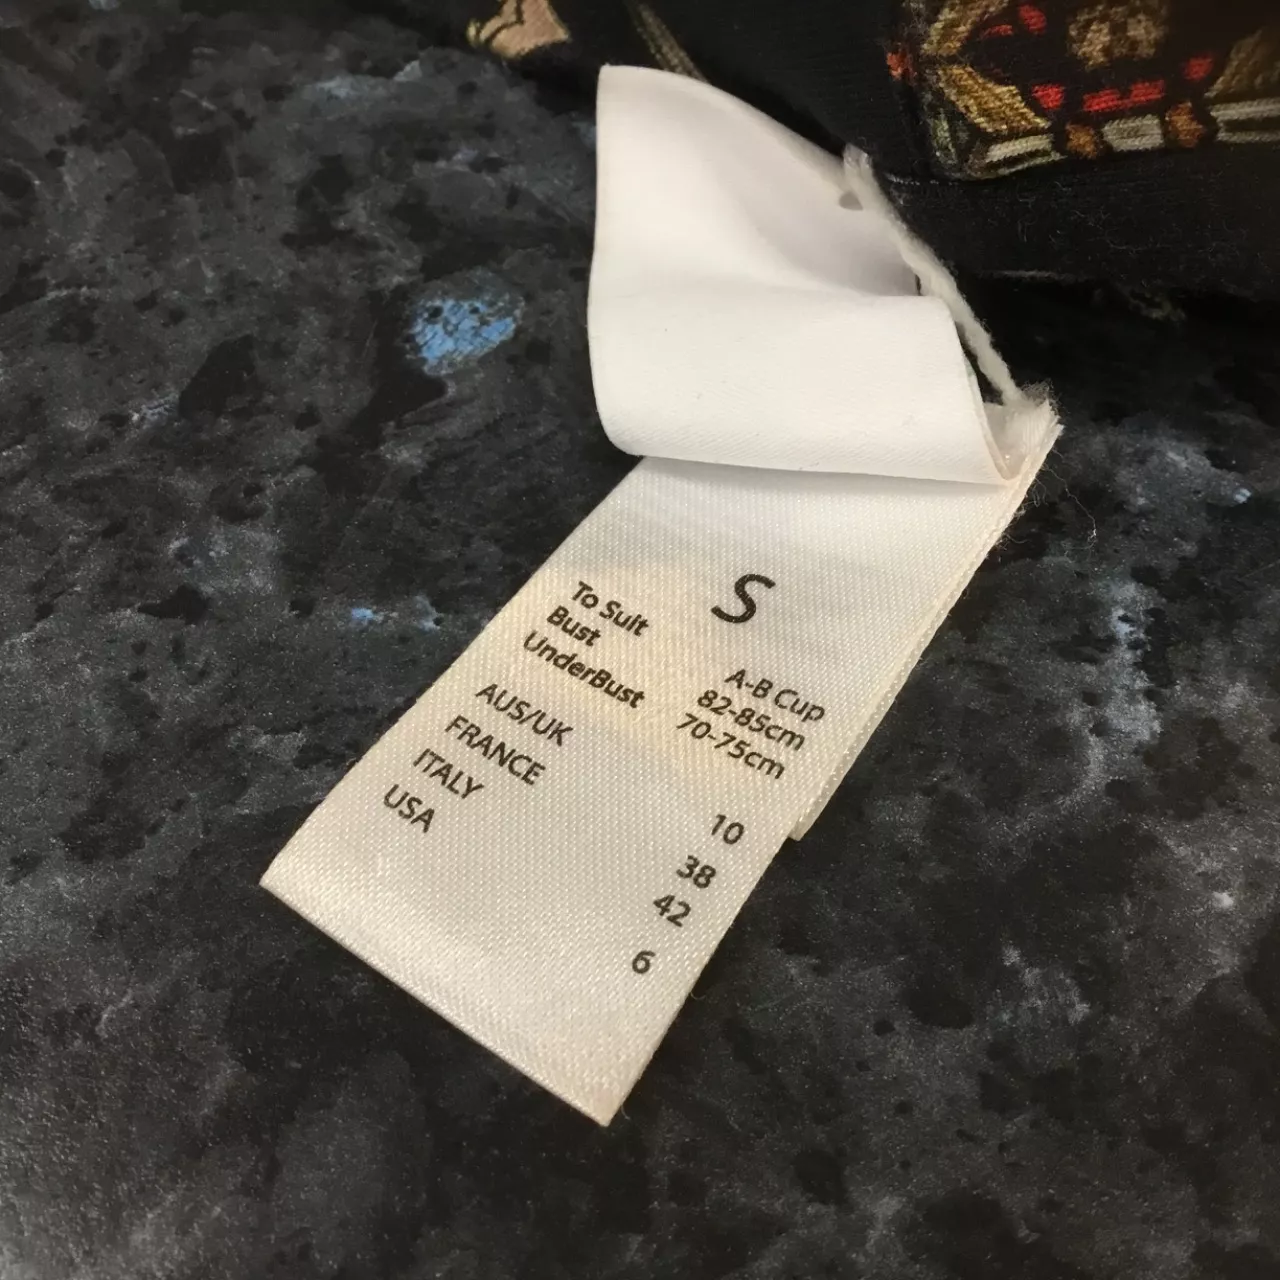 S
To Suit A-B Cup
Bust 82-85cm
UnderBust 70-75cm
AUS/UK 10
FRANCE 38
ITALY 42
USA 6